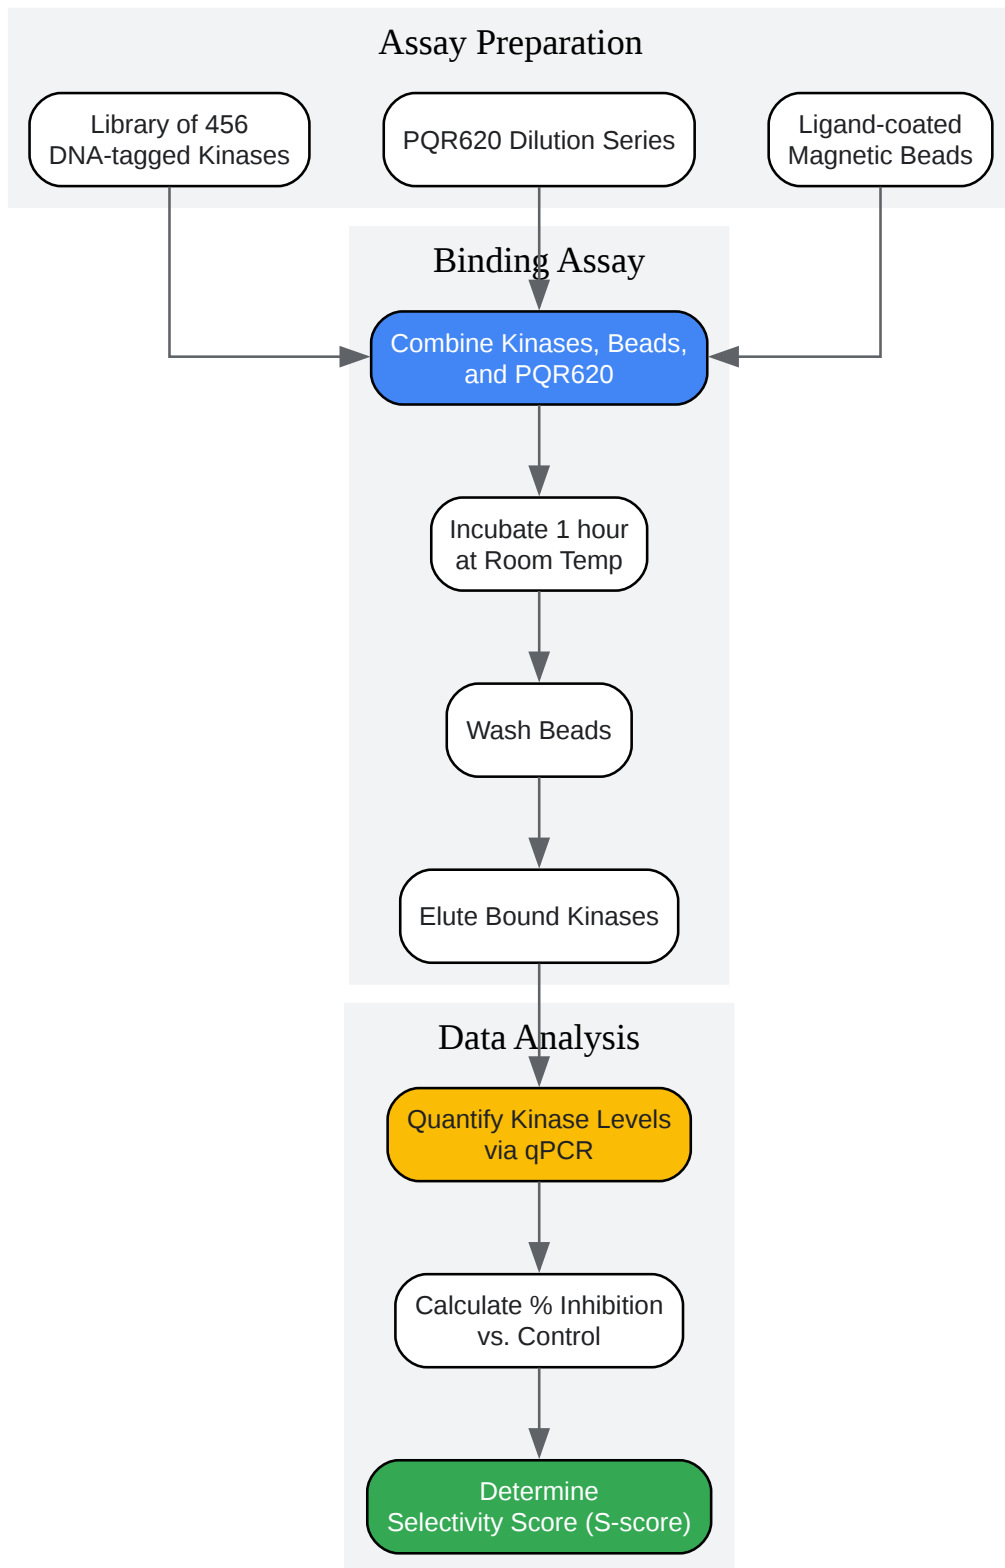 Assay Preparation
Library of 456
DNA-tagged Kinases
PQR620 Dilution Series
Ligand-coated
Magnetic Beads
Binding Assay
Combine Kinases, Beads,
and PQR620
Incubate 1 hour
at Room Temp
Wash Beads
Elute Bound Kinases
Data Analysis
Quantify Kinase Levels
via qPCR
Calculate % Inhibition
vs. Control
Determine
Selectivity Score (S-score)